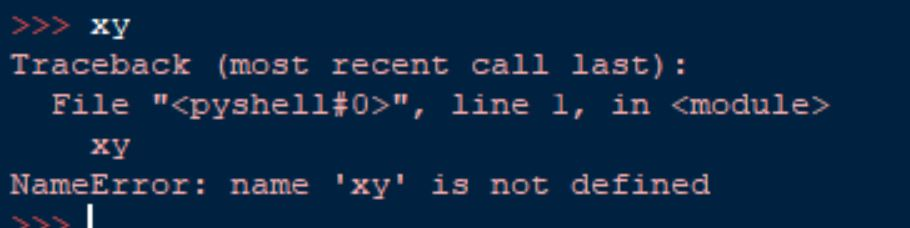 >>> xy
Traceback (most recent call last):
  File "<pyshell#0>", line 1, in <module>
    xy
NameError: name 'xy' is not defined
>>>